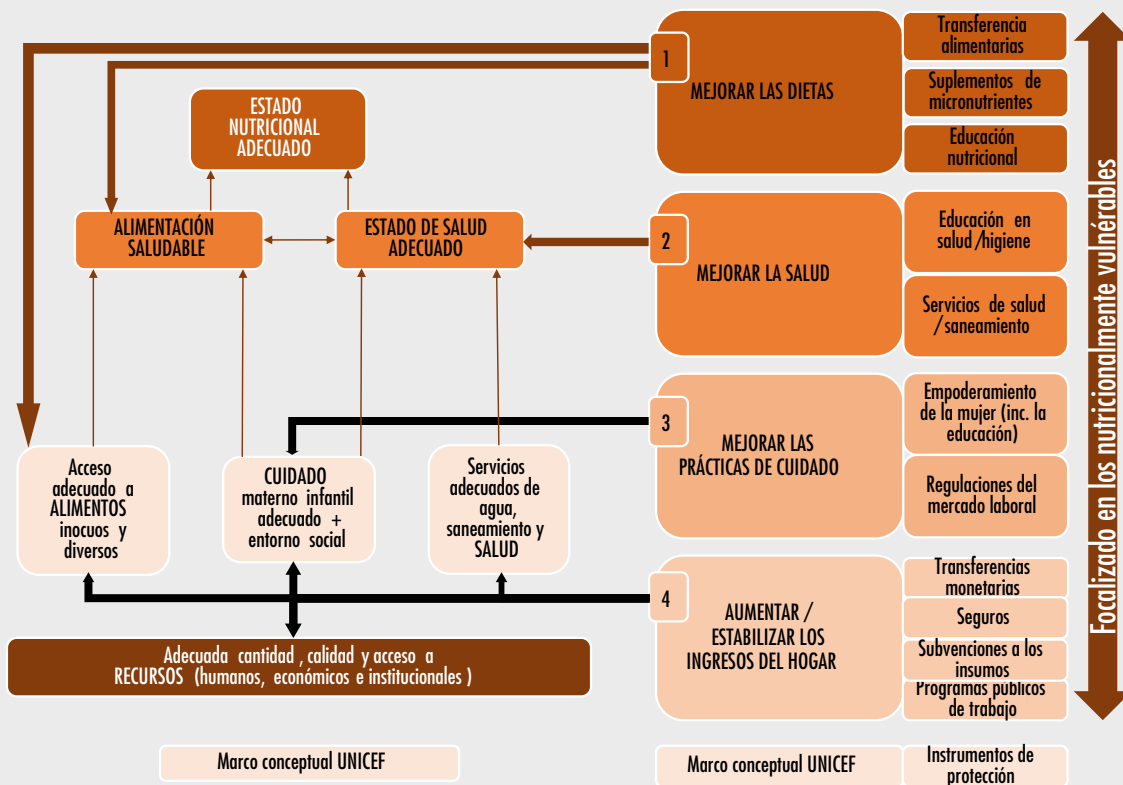 ESTADO
NUTRICIONAL
ADECUADO
ALIMENTACIÓN
SALUDABLE
ESTADO DE SALUD
ADECUADO
Acceso
adecuado a
ALIMENTOS
inocuos y
diversos
CUIDADO
materno infantil
adecuado +
entorno social
Servicios
adecuados de
agua,
saneamiento y
SALUD
Adecuada cantidad , calidad y acceso a
RECURSOS (humanos, económicos e institucionales )
Marco conceptual UNICEF
1
MEJORAR LAS DIETAS
Transferencia
alimentarias
Suplementos de
micronutrientes
Educación
nutricional
2
MEJORAR LA SALUD
Educación en
salud /higiene
Servicios de salud
/ saneamiento
3
MEJORAR LAS
PRÁCTICAS DE CUIDADO
Empoderamiento
de la mujer (inc. la
educación)
Regulaciones del
mercado laboral
4
AUMENTAR /
ESTABILIZAR LOS
INGRESOS DEL HOGAR
Transferencias
monetarias
Seguros
Subvenciones a los
insumos
Programas públicos
de trabajo
Marco conceptual UNICEF
Instrumentos de
protección
Focalizado en los nutricionalmente vulnérables